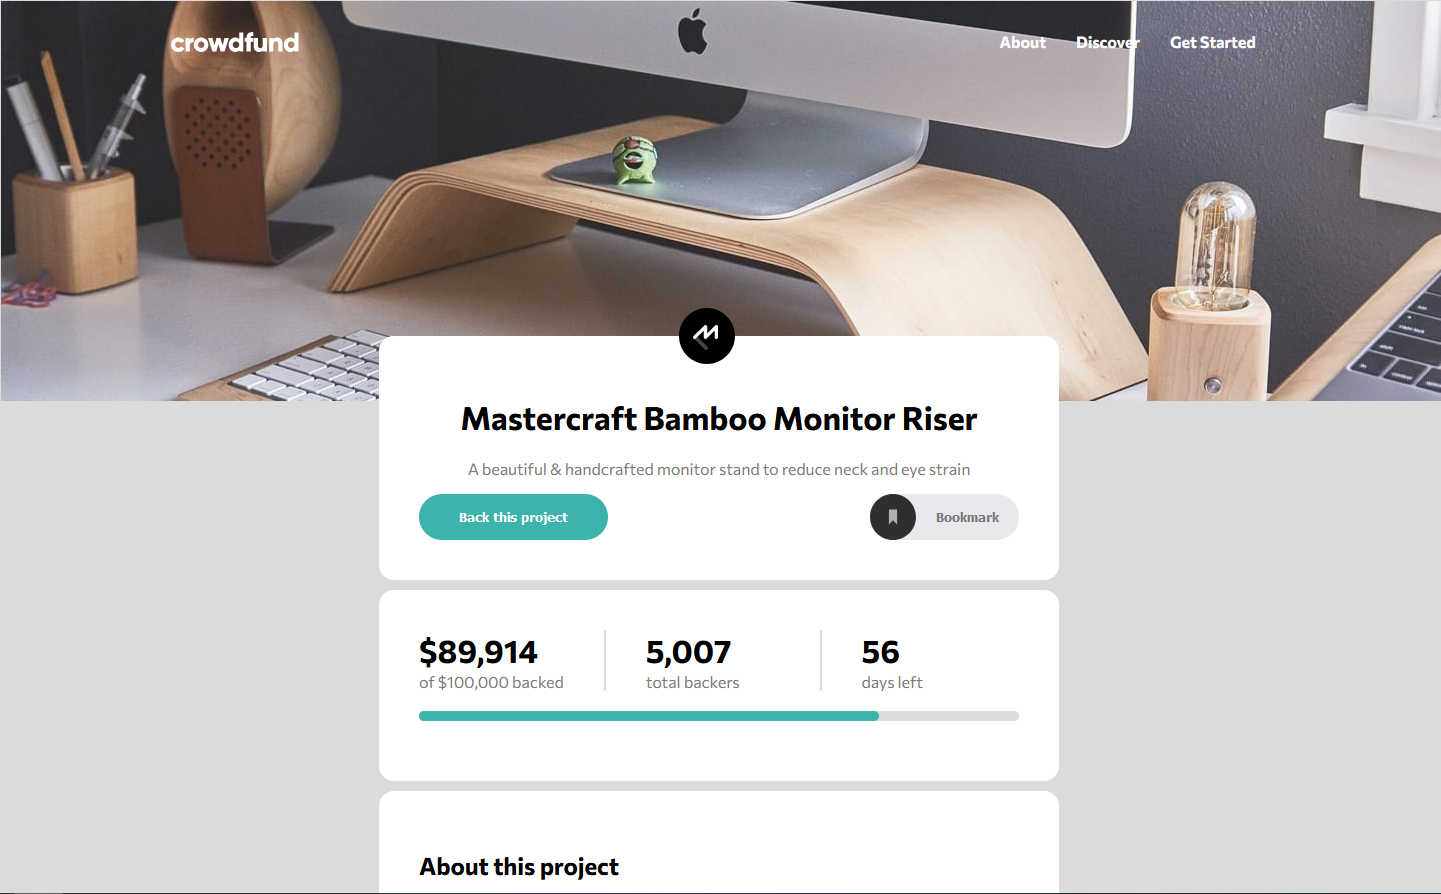 crowdfund
About Discover Get Started
Mastercraft Bamboo Monitor Riser
A beautiful & handcrafted monitor stand to reduce neck and eye strain
Back this project
Bookmark
$89,914
of $100,000 backed
5,007
total backers
56
days left
About this project